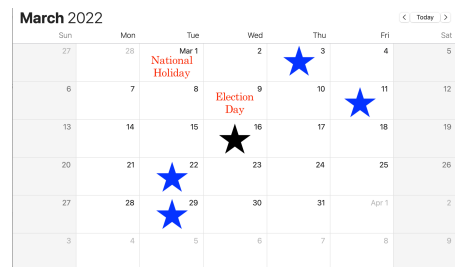 March 2022
< Today >
Sun Mon Tue Wed Thu Fri Sat
27 28 Mar 1 2 3 4 5
National
Holiday
6 7 8 9 10 11 12
Election
Day
13 14 15 16 17 18 19
20 21 22 23 24 25 26
27 28 29 30 31 Apr 1 2
3 4 5 6 7 8 9